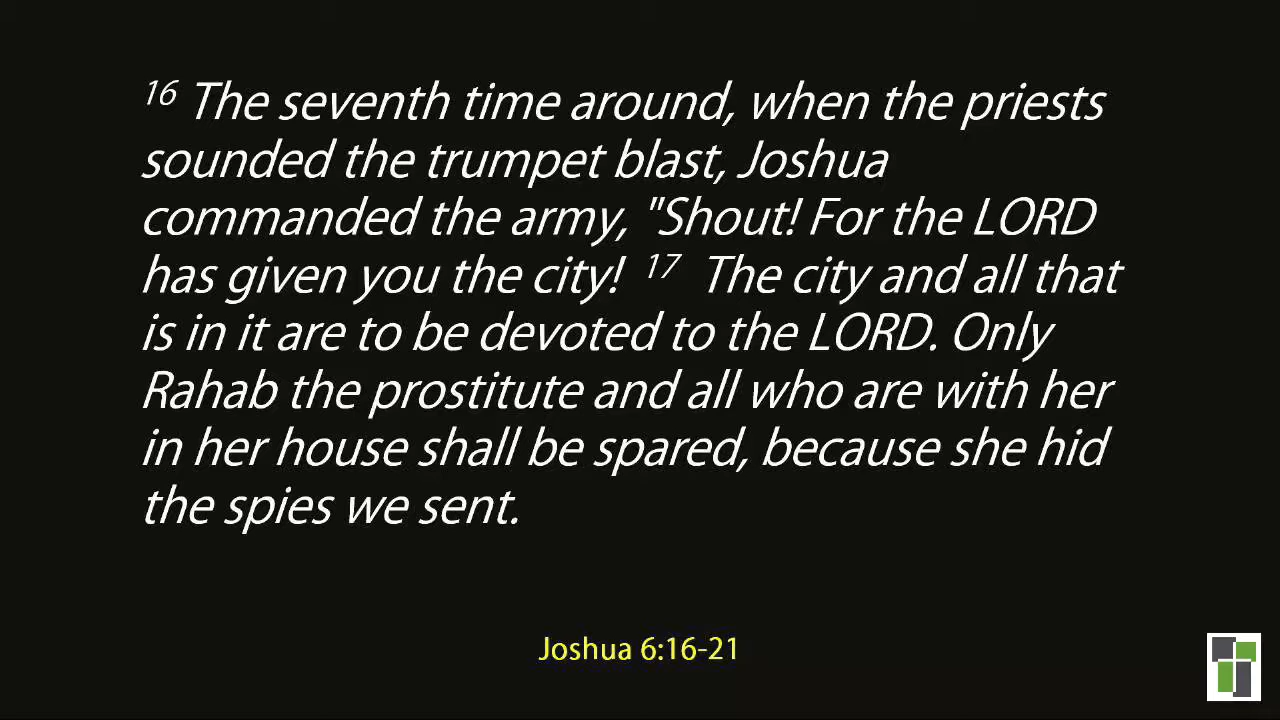 16 The seventh time around, when the priests
sounded the trumpet blast, Joshua
commanded the army, "Shout! For the LORD
has given you the city! 17 The city and all that
is in it are to be devoted to the LORD. Only
Rahab the prostitute and all who are with her
in her house shall be spared, because she hid
the spies we sent.
Joshua 6:16-21